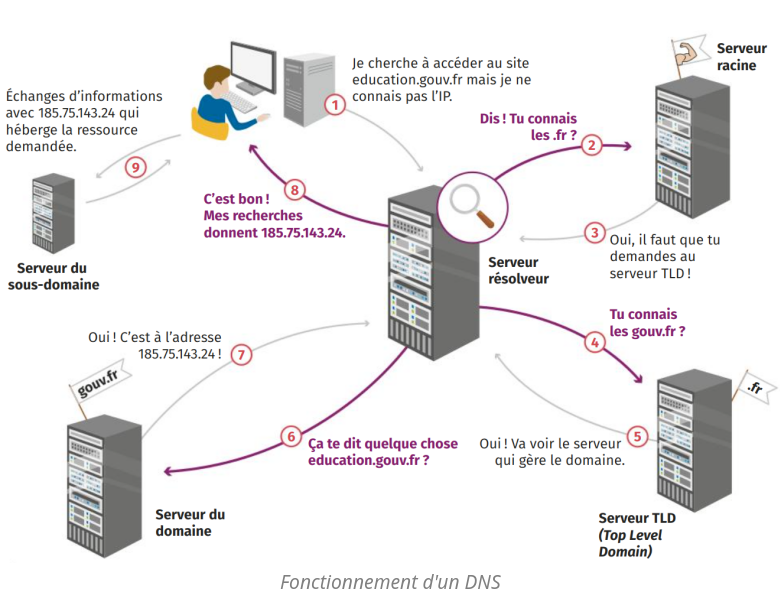 Je cherche à accéder au site
education.gouv.fr mais je ne
connais pas l'IP.
1
Dis ! Tu connais
les .fr ?
2
Serveur
racine
3
Oui, il faut que tu
demandes au
serveur TLD !
Serveur
résolveur
Tu connais
les gouv.fr ?
4
.fr
5
Oui ! Va voir le serveur
qui gère le domaine.
Serveur TLD
(Top Level
Domain)
6
Ça te dit quelque chose
education.gouv.fr ?
gouv.fr
Serveur du
domaine
Oui ! C'est à l'adresse
185.75.143.24 !
7
8
C'est bon !
Mes recherches
donnent 185.75.143.24.
Échanges d'informations
avec 185.75.143.24 qui
héberge la ressource
demandée.
9
Serveur du
sous-domaine
Fonctionnement d'un DNS